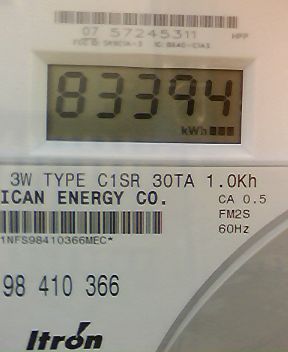 07 57245311 HPP
83394
kWh
3W TYPE C1SR 30TA 1.0Kh
ICAN ENERGY CO. CA 0.5
FM2S
1NFS98410366MEC* 60Hz
98 410 366
Itron